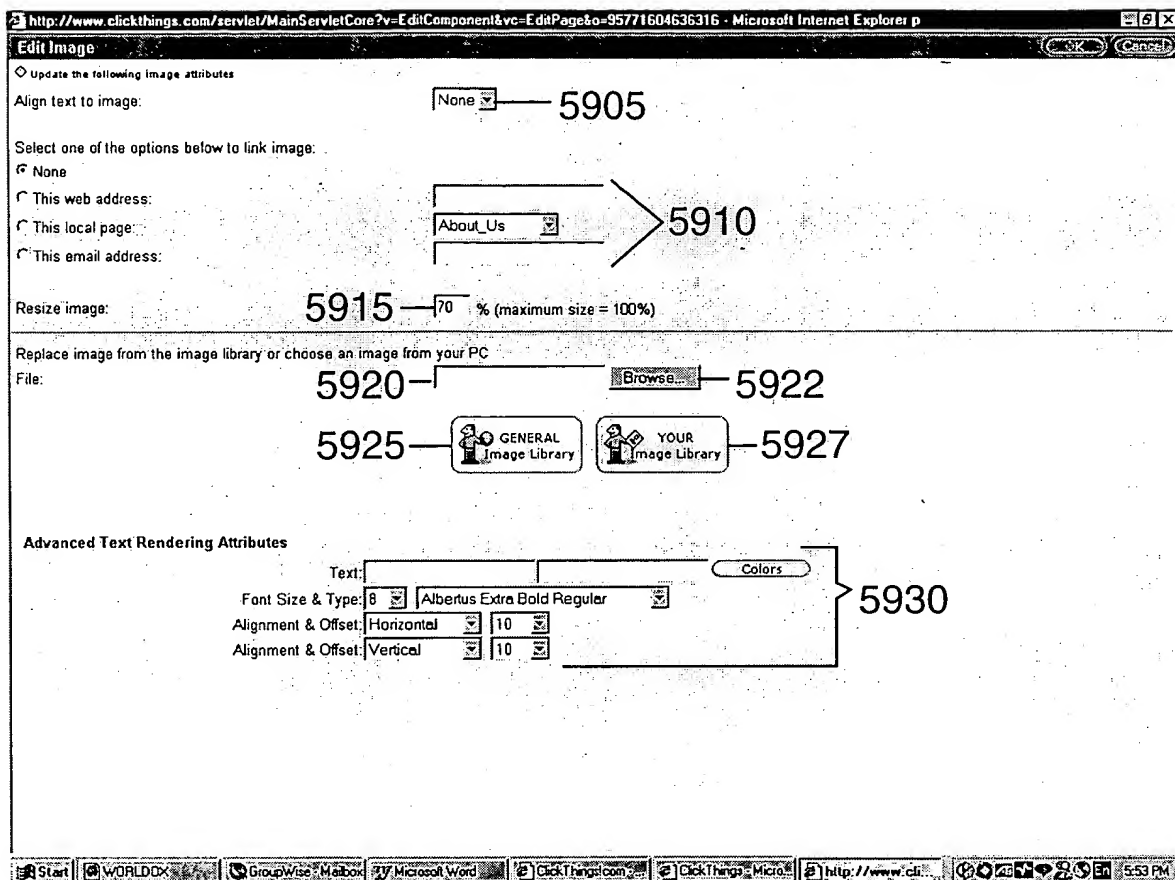 http://www.clickthings.com/servlet/MainServletCore?v=EditComponent&vc=EditPage&o=95771604636316 - Microsoft Internet Explorer p
Edit Image OK Cancel
Update the following image attributes
Align text to image: None 5905
Select one of the options below to link image:
None
This web address:
This local page: About_Us 5910
This email address:
Resize image: 5915 70 % (maximum size = 100%)
Replace image from the image library or choose an image from your PC
File: 5920 Browse... 5922
5925 GENERAL Image Library YOUR Image Library 5927
Advanced Text Rendering Attributes
Text: Colors
Font Size & Type: 8 Albertus Extra Bold Regular 5930
Alignment & Offset: Horizontal 10
Alignment & Offset: Vertical 10
Start WORLDOX GroupWise - Mailbox Microsoft Word ClickThings.com - ClickThings - Micro... http://www.cli... En 5:53 PM